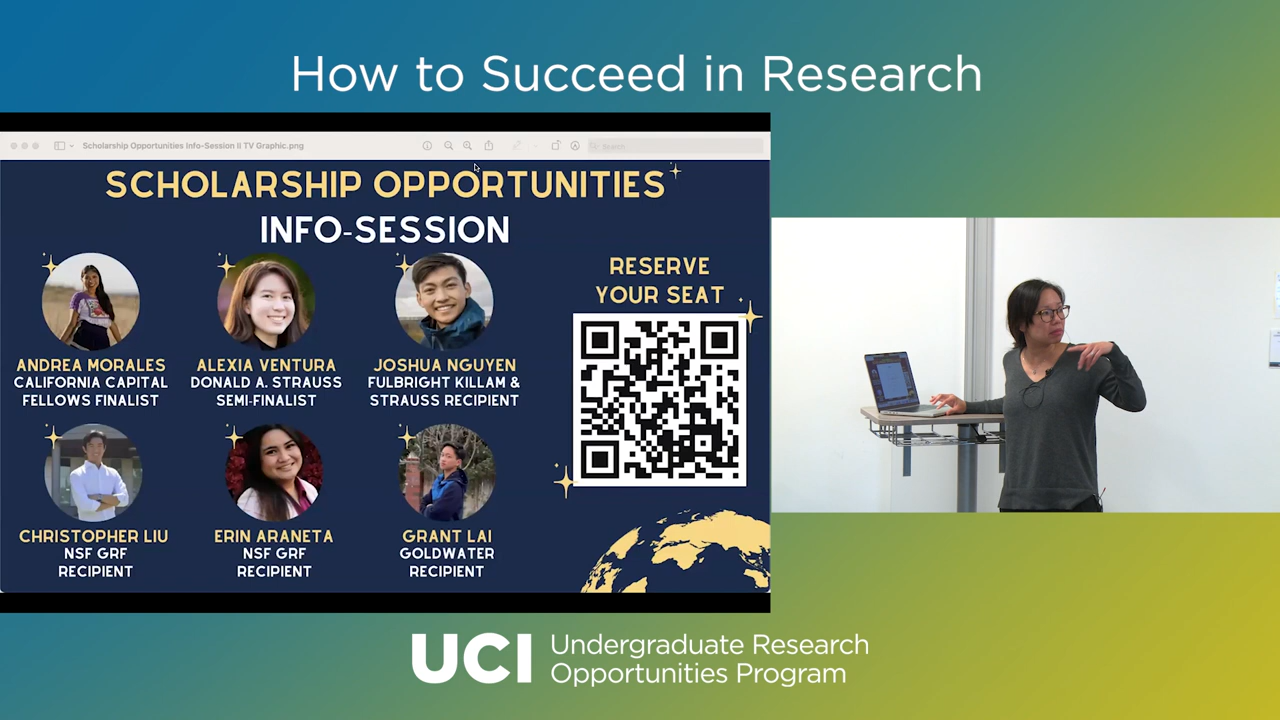 How to Succeed in Research
Scholarship Opportunities Info-Session II TV Graphic.png
Search
SCHOLARSHIP OPPORTUNITIES
INFO-SESSION
RESERVE
YOUR SEAT
ANDREA MORALES
CALIFORNIA CAPITAL
FELLOWS FINALIST
ALEXIA VENTURA
DONALD A. STRAUSS
SEMI-FINALIST
JOSHUA NGUYEN
FULBRIGHT KILLAM &
STRAUSS RECIPIENT
CHRISTOPHER LIU
NSF GRF
RECIPIENT
ERIN ARANETA
NSF GRF
RECIPIENT
GRANT LAI
GOLDWATER
RECIPIENT
UCI
Undergraduate Research
Opportunities Program